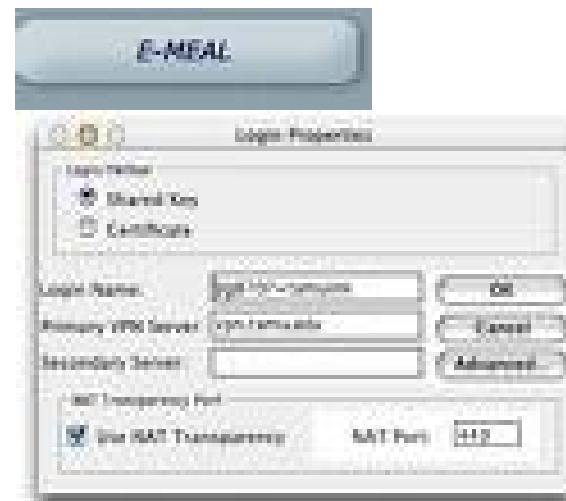 E-MEAL
Login Properties
Login Method
Shared Key
Certificate
Login Name:
OK
Primary VPN Server:
Cancel
Secondary Server:
Advanced...
NAT Transparency Port
Use NAT Transparency
NAT Port: